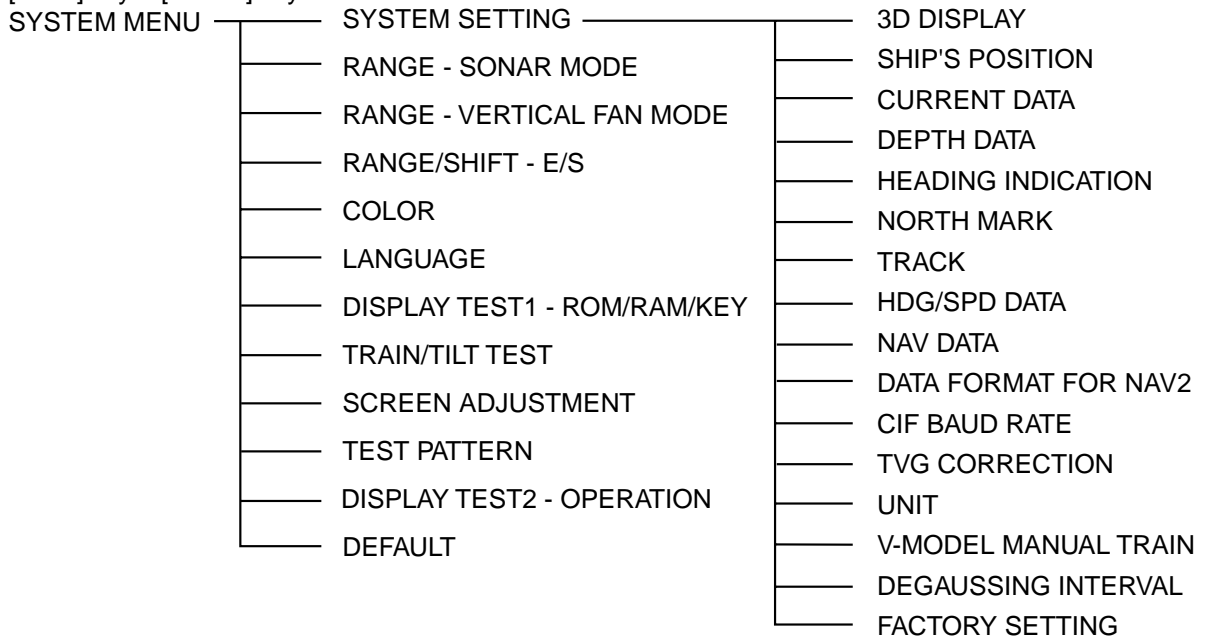 SYSTEM MENU
SYSTEM SETTING
RANGE - SONAR MODE
RANGE - VERTICAL FAN MODE
RANGE/SHIFT - E/S
COLOR
LANGUAGE
DISPLAY TEST1 - ROM/RAM/KEY
TRAIN/TILT TEST
SCREEN ADJUSTMENT
TEST PATTERN
DISPLAY TEST2 - OPERATION
DEFAULT
3D DISPLAY
SHIP'S POSITION
CURRENT DATA
DEPTH DATA
HEADING INDICATION
NORTH MARK
TRACK
HDG/SPD DATA
NAV DATA
DATA FORMAT FOR NAV2
CIF BAUD RATE
TVG CORRECTION
UNIT
V-MODEL MANUAL TRAIN
DEGAUSSING INTERVAL
FACTORY SETTING